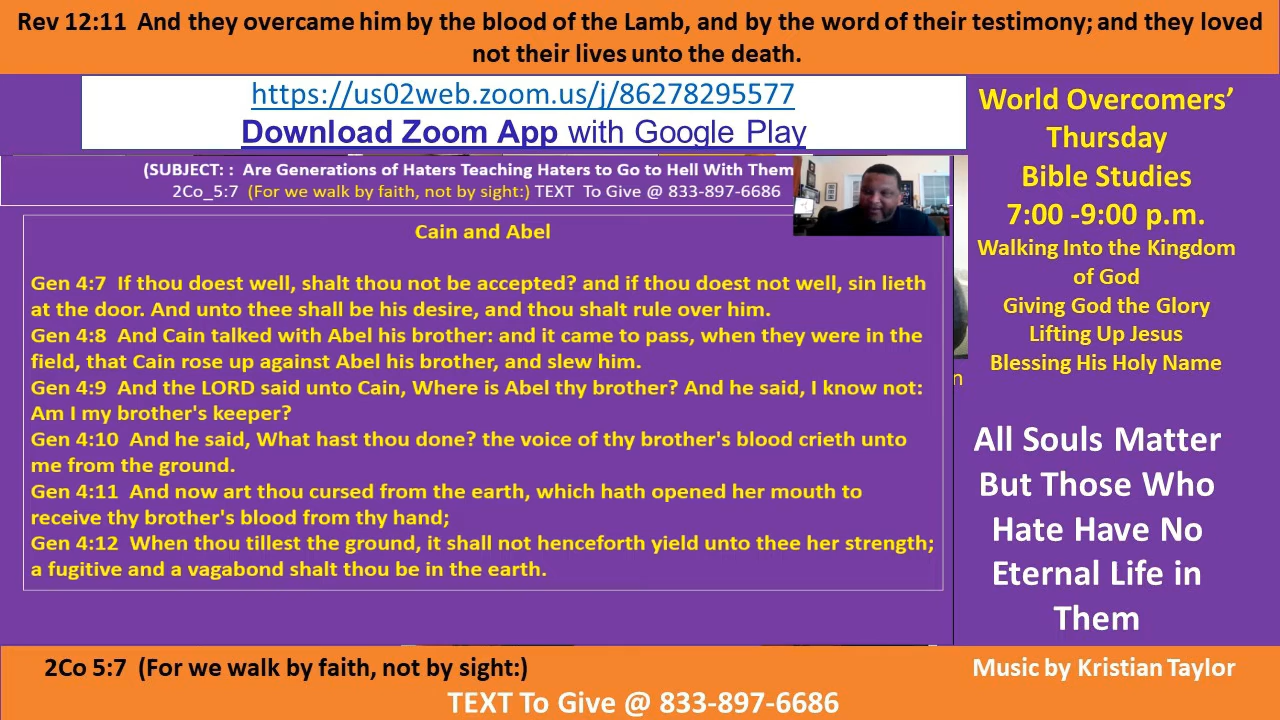 Rev 12:11  And they overcame him by the blood of the Lamb, and by the word of their testimony; and they loved
not their lives unto the death.
https://us02web.zoom.us/j/86278295577
Download Zoom App with Google Play
(SUBJECT: :  Are Generations of Haters Teaching Haters to Go to Hell With Them
2Co_5:7  (For we walk by faith, not by sight:) TEXT  To Give @ 833-897-6686
Cain and Abel
Gen 4:7  If thou doest well, shalt thou not be accepted? and if thou doest not well, sin lieth
at the door. And unto thee shall be his desire, and thou shalt rule over him.
Gen 4:8  And Cain talked with Abel his brother: and it came to pass, when they were in the
field, that Cain rose up against Abel his brother, and slew him.
Gen 4:9  And the LORD said unto Cain, Where is Abel thy brother? And he said, I know not:
Am I my brother's keeper?
Gen 4:10  And he said, What hast thou done? the voice of thy brother's blood crieth unto
me from the ground.
Gen 4:11  And now art thou cursed from the earth, which hath opened her mouth to
receive thy brother's blood from thy hand;
Gen 4:12  When thou tillest the ground, it shall not henceforth yield unto thee her strength;
a fugitive and a vagabond shalt thou be in the earth.
World Overcomers’
Thursday
Bible Studies
7:00 -9:00 p.m.
Walking Into the Kingdom
of God
Giving God the Glory
Lifting Up Jesus
Blessing His Holy Name
n
All Souls Matter
But Those Who
Hate Have No
Eternal Life in
Them
2Co 5:7  (For we walk by faith, not by sight:)
Music by Kristian Taylor
TEXT To Give @ 833-897-6686